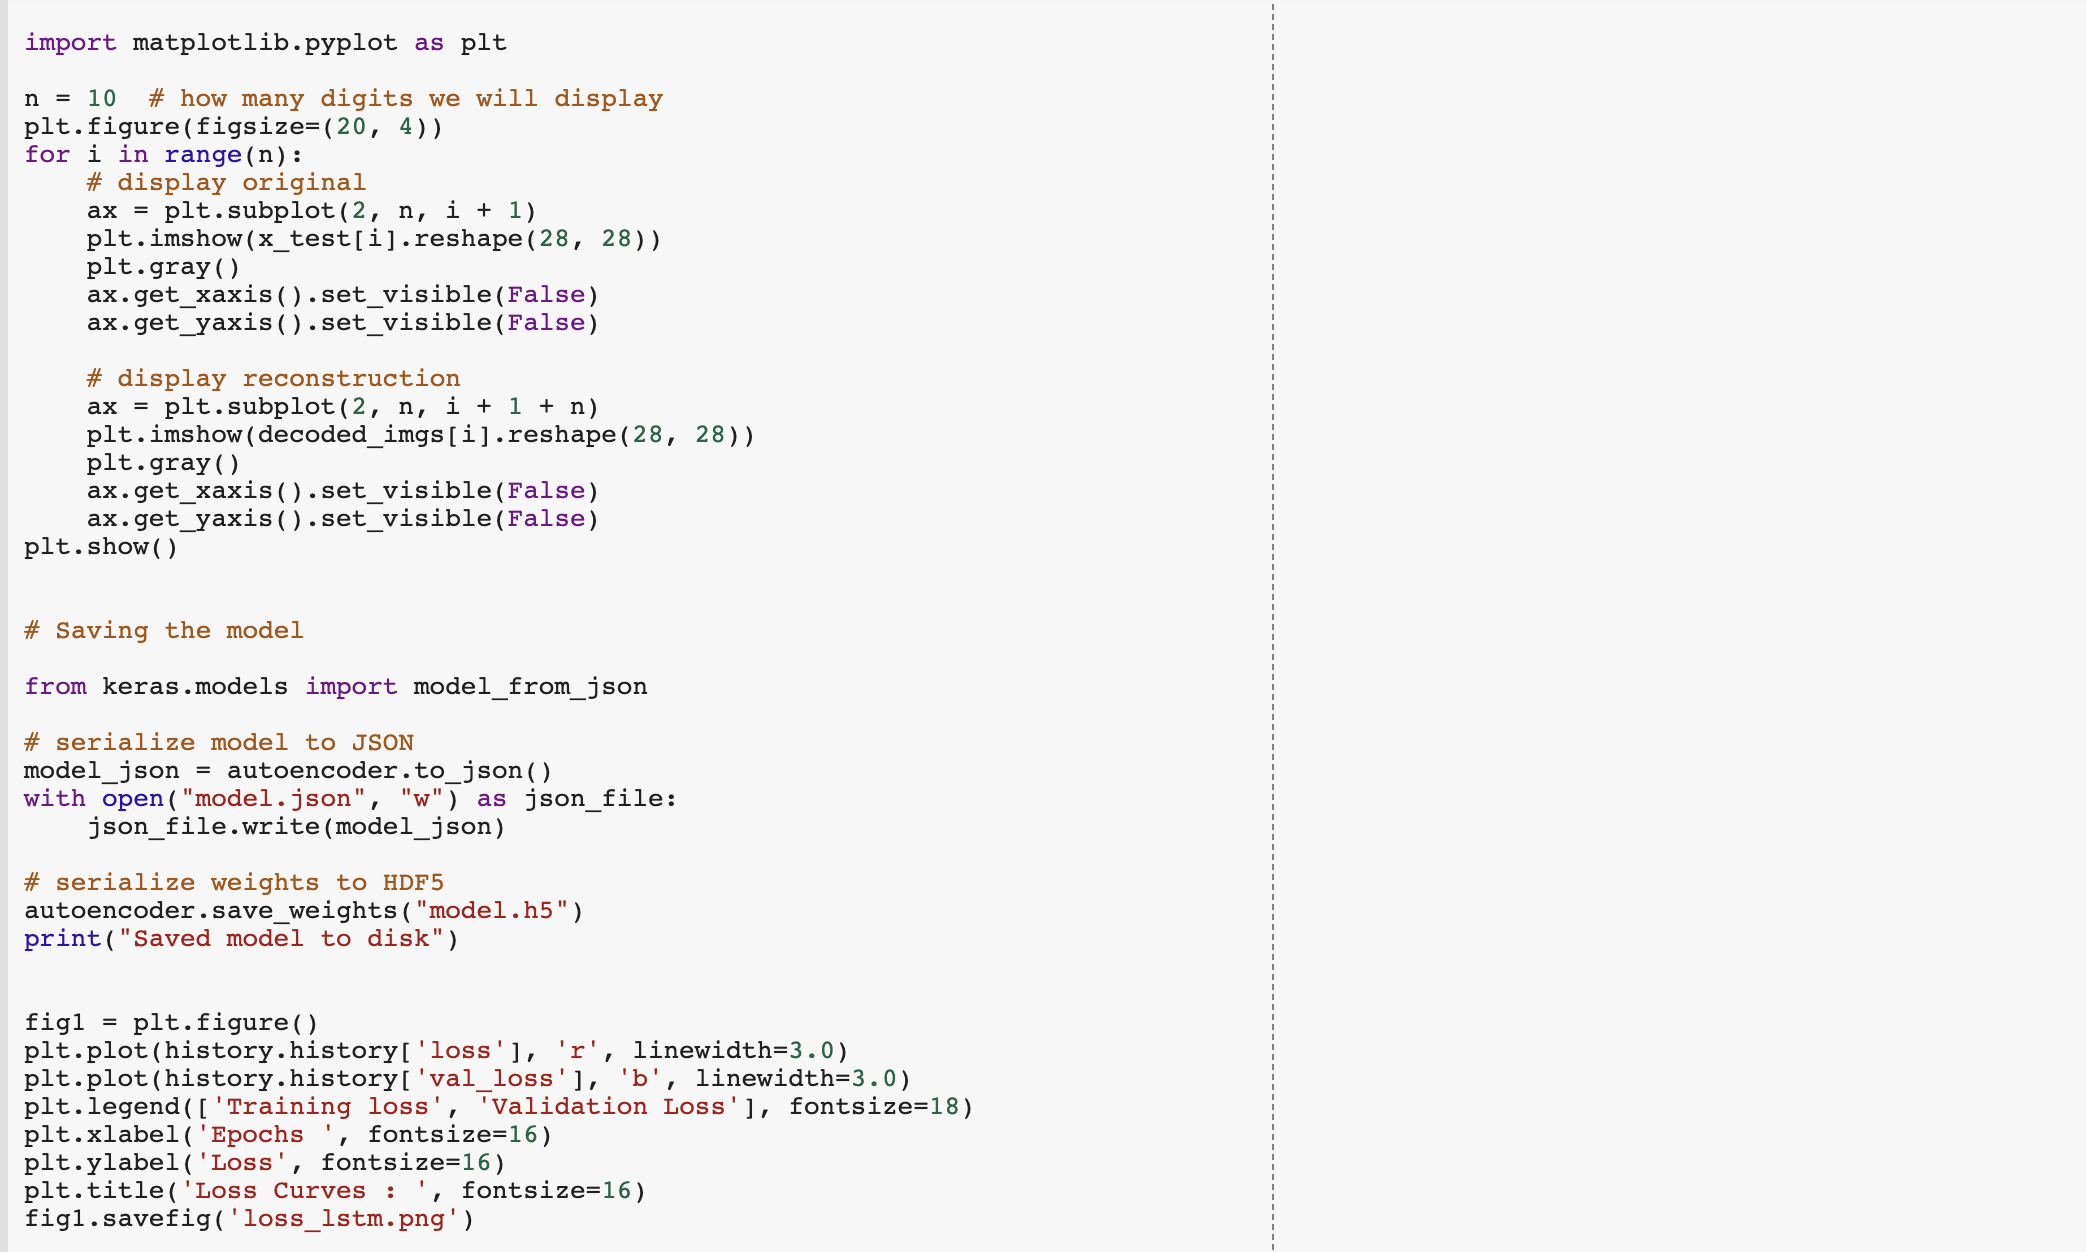 import matplotlib.pyplot as plt
n = 10  # how many digits we will display
plt.figure(figsize=(20, 4))
for i in range(n):
    # display original
    ax = plt.subplot(2, n, i + 1)
    plt.imshow(x_test[i].reshape(28, 28))
    plt.gray()
    ax.get_xaxis().set_visible(False)
    ax.get_yaxis().set_visible(False)
    # display reconstruction
    ax = plt.subplot(2, n, i + 1 + n)
    plt.imshow(decoded_imgs[i].reshape(28, 28))
    plt.gray()
    ax.get_xaxis().set_visible(False)
    ax.get_yaxis().set_visible(False)
plt.show()
# Saving the model
from keras.models import model_from_json
# serialize model to JSON
model_json = autoencoder.to_json()
with open("model.json", "w") as json_file:
    json_file.write(model_json)
# serialize weights to HDF5
autoencoder.save_weights("model.h5")
print("Saved model to disk")
fig1 = plt.figure()
plt.plot(history.history['loss'], 'r', linewidth=3.0)
plt.plot(history.history['val_loss'], 'b', linewidth=3.0)
plt.legend(['Training loss', 'Validation Loss'], fontsize=18)
plt.xlabel('Epochs ', fontsize=16)
plt.ylabel('Loss', fontsize=16)
plt.title('Loss Curves : ', fontsize=16)
fig1.savefig('loss_lstm.png')